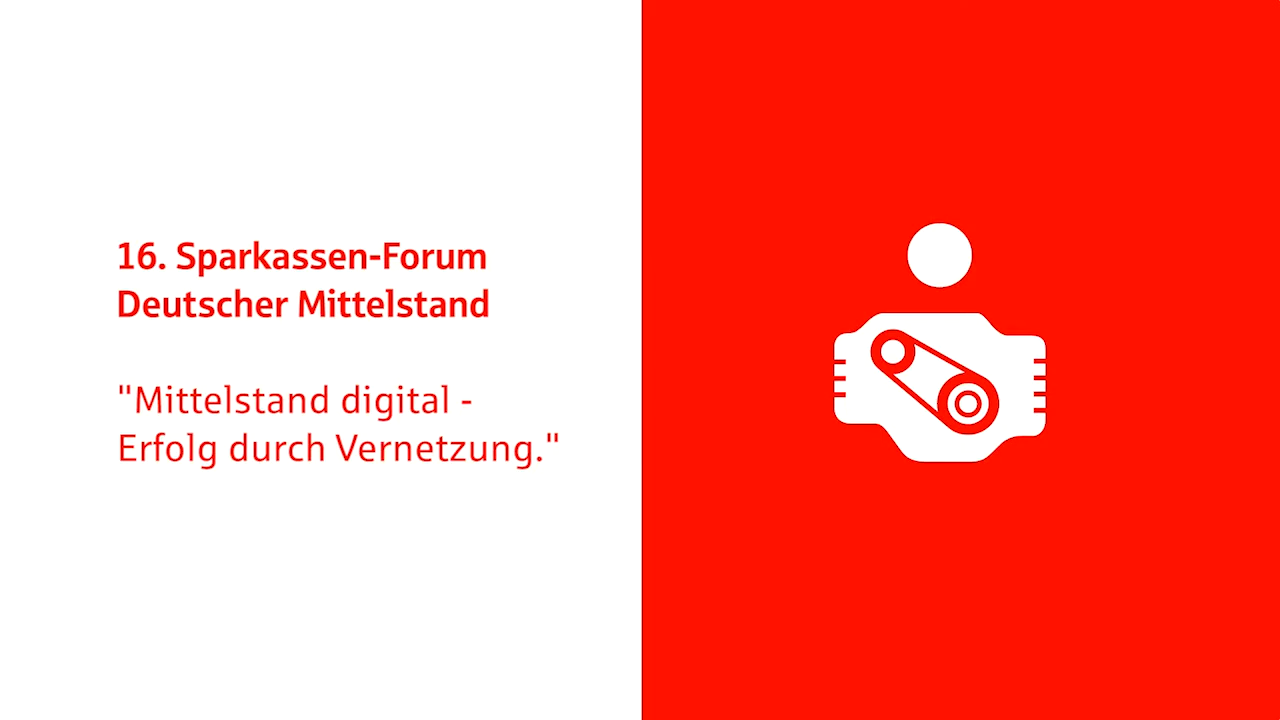 16. Sparkassen-Forum
Deutscher Mittelstand
"Mittelstand digital -
Erfolg durch Vernetzung."